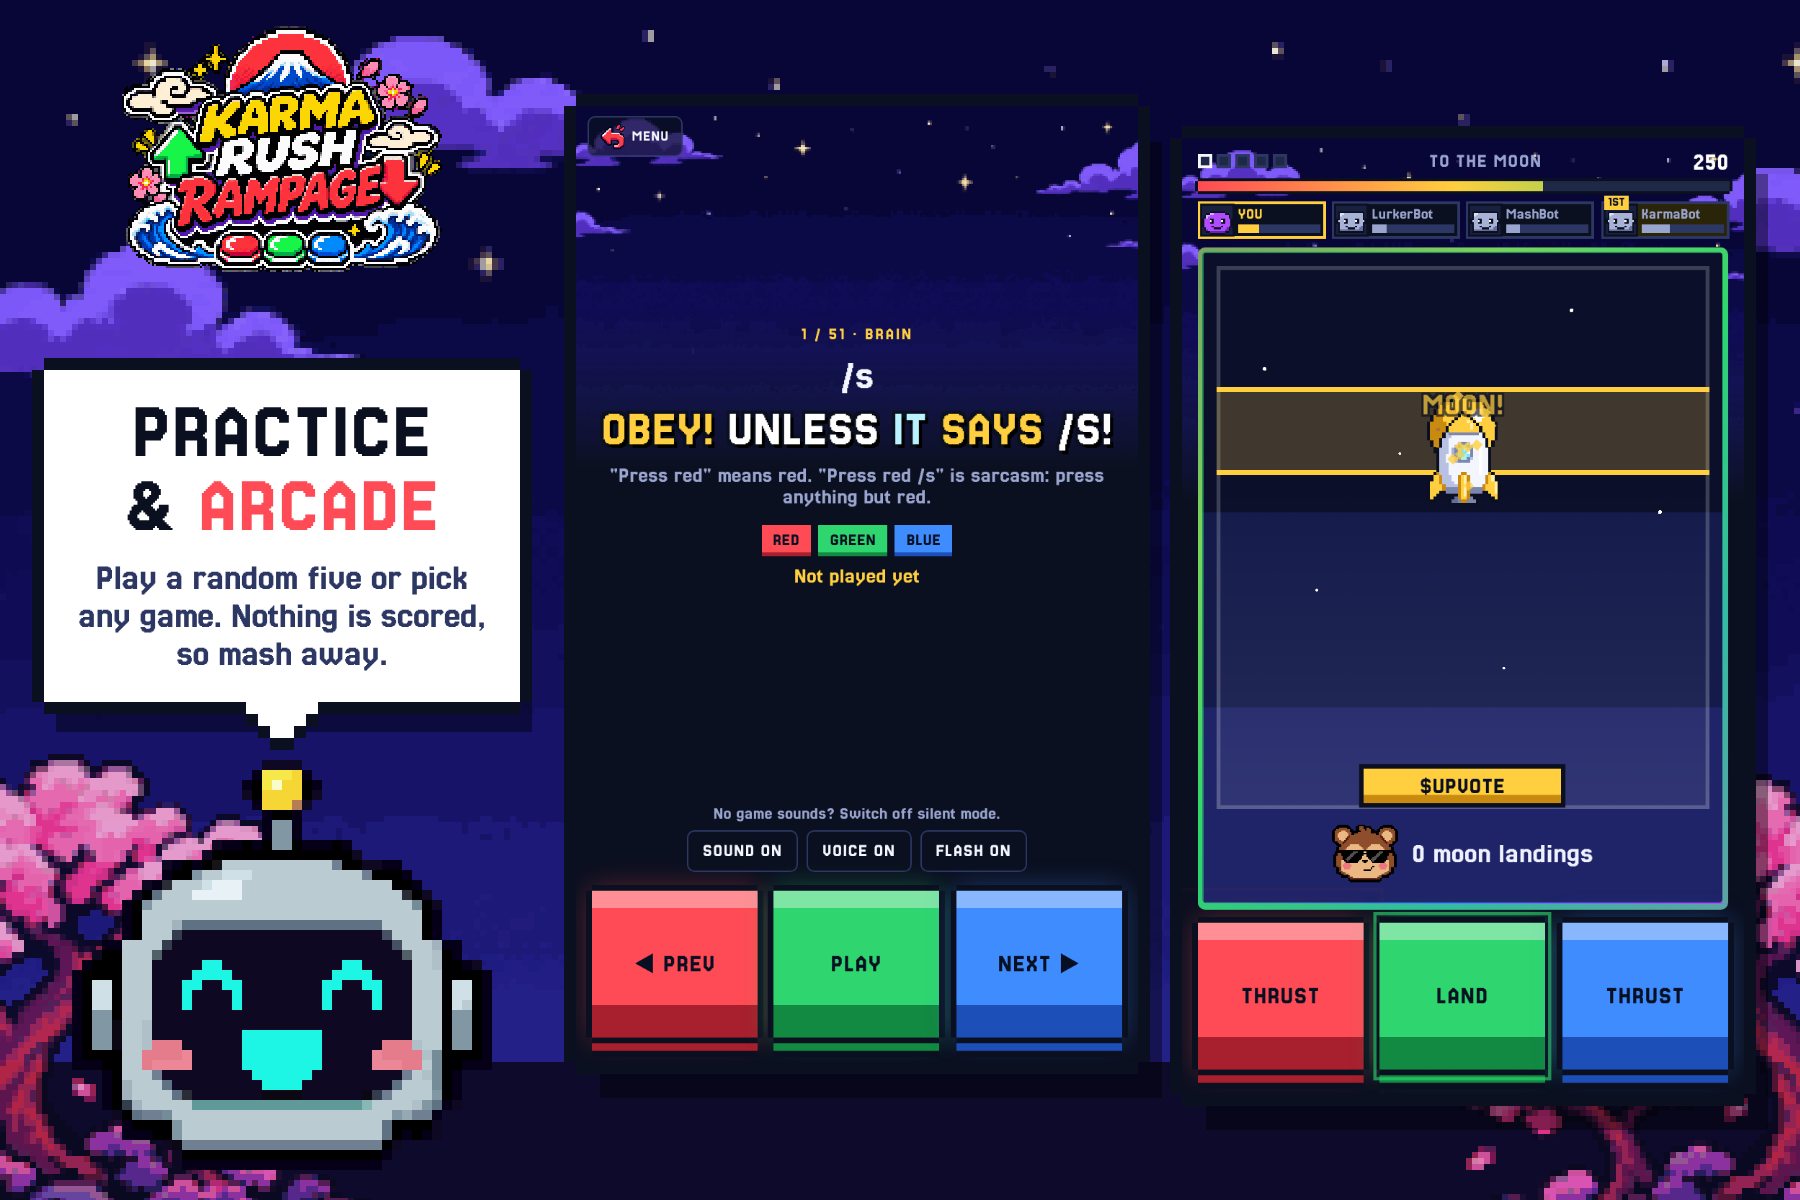 KARMA
RUSH
RAMPAGE
PRACTICE
& ARCADE
Play a random five or pick
any game. Nothing is scored,
so mash away.
MENU
1 / 51 · BRAIN
/s
OBEY! UNLESS IT SAYS /S!
"Press red" means red. "Press red /s" is sarcasm: press
anything but red.
RED GREEN BLUE
Not played yet
No game sounds? Switch off silent mode.
SOUND ON VOICE ON FLASH ON
◀ PREV PLAY NEXT ▶
TO THE MOON 250
YOU LurkerBot MashBot 1ST KarmaBot
MOON!
$UPVOTE
0 moon landings
THRUST LAND THRUST